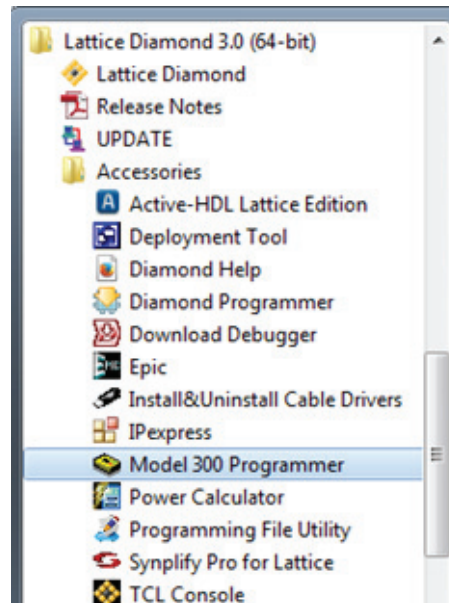 Lattice Diamond 3.0 (64-bit)
Lattice Diamond
Release Notes
UPDATE
Accessories
Active-HDL Lattice Edition
Deployment Tool
Diamond Help
Diamond Programmer
Download Debugger
Epic
Install&Uninstall Cable Drivers
IPexpress
Model 300 Programmer
Power Calculator
Programming File Utility
Synplify Pro for Lattice
TCL Console